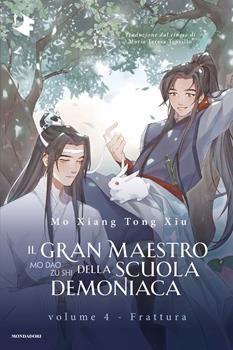 Traduzione dal cinese di
Maria Teresa Trucillo
Mo Xiang Tong Xiu
IL GRAN MAESTRO
MO DAO
ZU SHI
DELLA SCUOLA
DEMONIACA
volume 4 - Frattura
MONDADORI